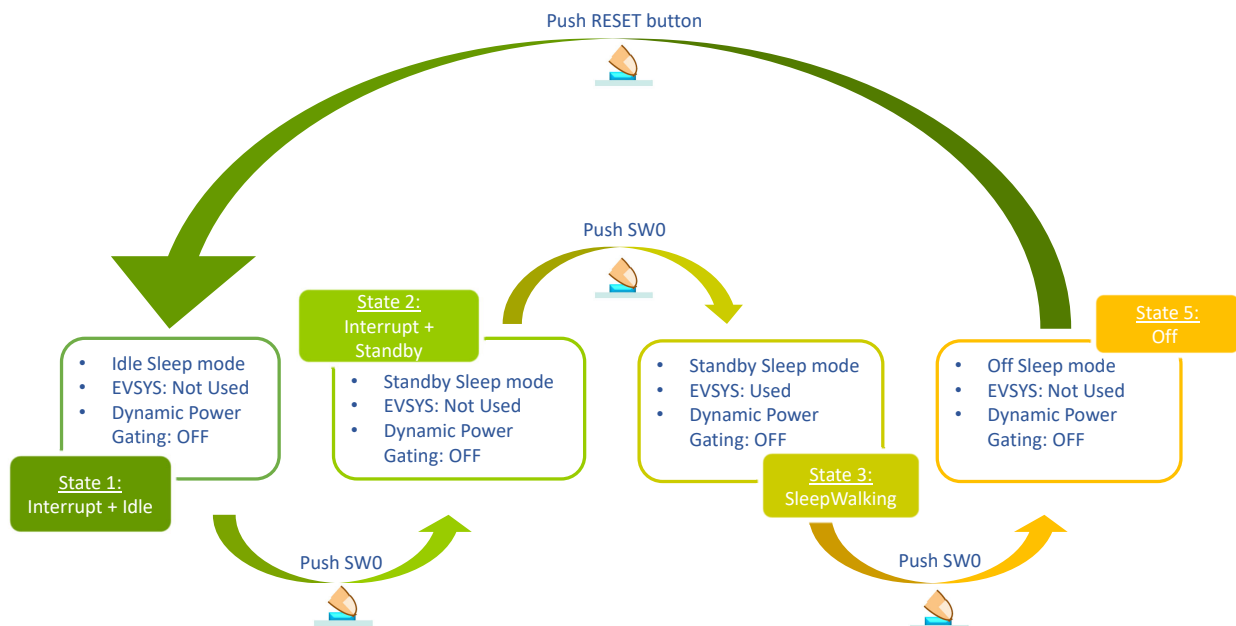 Push RESET button
Push SW0
State 2:
Interrupt +
Standby
State 5:
Off
• Idle Sleep mode
• EVSYS: Not Used
• Dynamic Power
Gating: OFF
• Standby Sleep mode
• EVSYS: Not Used
• Dynamic Power
Gating: OFF
• Standby Sleep mode
• EVSYS: Used
• Dynamic Power
Gating: OFF
• Off Sleep mode
• EVSYS: Not Used
• Dynamic Power
Gating: OFF
State 1:
Interrupt + Idle
State 3:
SleepWalking
Push SW0
Push SW0